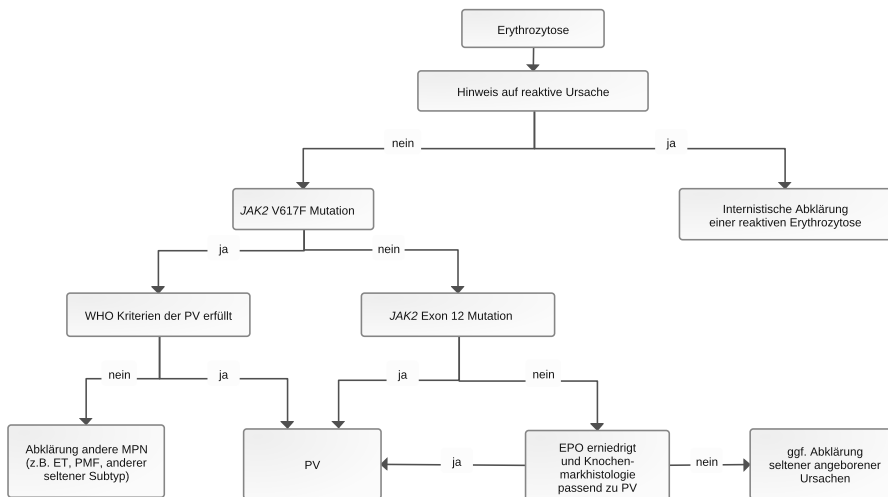 Erythrozytose
Hinweis auf reaktive Ursache
nein
ja
JAK2 V617F Mutation
Internistische Abklärung
einer reaktiven Erythrozytose
ja
nein
WHO Kriterien der PV erfüllt
JAK2 Exon 12 Mutation
nein
ja
ja
nein
Abklärung andere MPN
(z.B. ET, PMF, anderer
seltener Subtyp)
PV
ja
EPO erniedrigt
und Knochen-
markhistologie
passend zu PV
nein
ggf. Abklärung
seltener angeborener
Ursachen